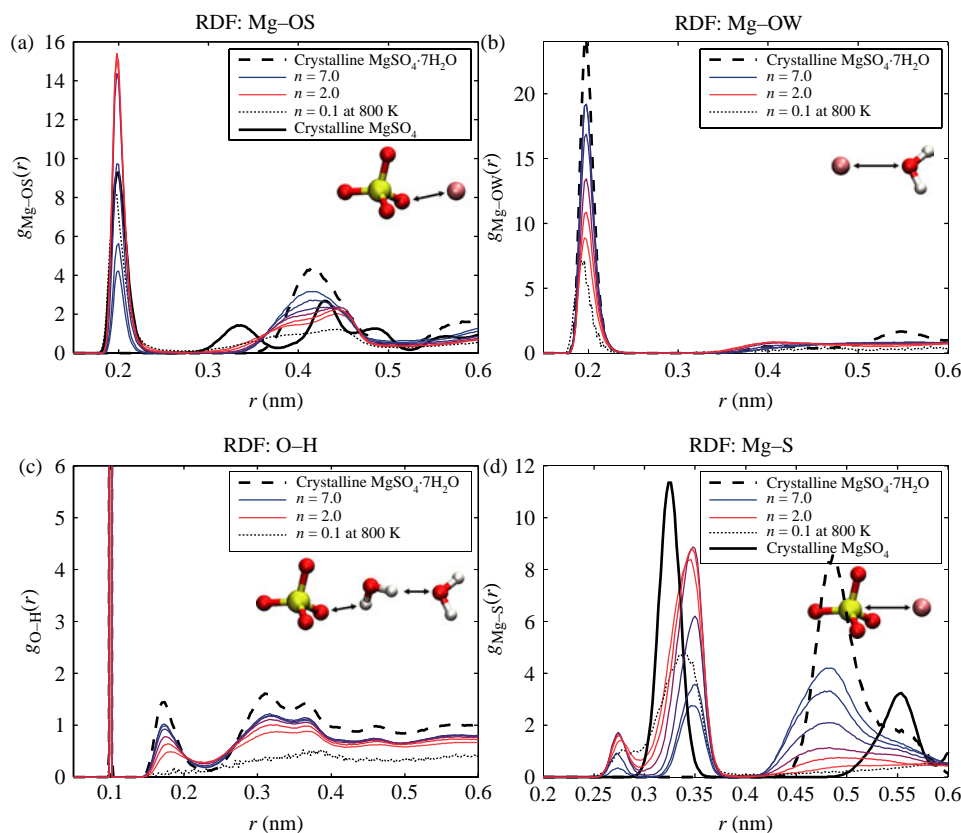 RDF: Mg–OS
(a)
16
14
12
10
8
6
4
2
0
g_Mg–OS(r)
Crystalline MgSO₄·7H₂O
n = 7.0
n = 2.0
n = 0.1 at 800 K
Crystalline MgSO₄
0.2 0.3 0.4 0.5 0.6
r (nm)
RDF: Mg–OW
(b)
20
15
10
5
0
g_Mg–OW(r)
Crystalline MgSO₄·7H₂O
n = 7.0
n = 2.0
n = 0.1 at 800 K
0.2 0.3 0.4 0.5 0.6
r (nm)
RDF: O–H
(c)
6
5
4
3
2
1
0
g_O–H(r)
Crystalline MgSO₄·7H₂O
n = 7.0
n = 2.0
n = 0.1 at 800 K
0.1 0.2 0.3 0.4 0.5 0.6
r (nm)
RDF: Mg–S
(d)
12
10
8
6
4
2
0
g_Mg–S(r)
Crystalline MgSO₄·7H₂O
n = 7.0
n = 2.0
n = 0.1 at 800 K
Crystalline MgSO₄
0.2 0.25 0.3 0.35 0.4 0.45 0.5 0.55 0.6
r (nm)